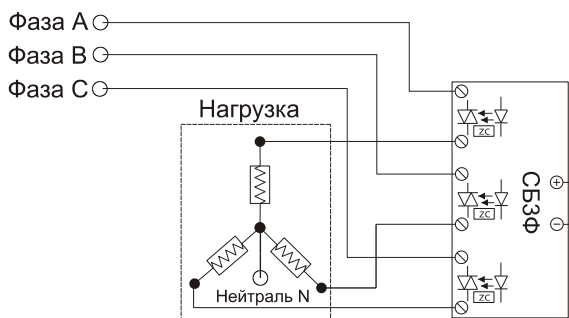 Фаза A
Фаза B
Фаза C
Нагрузка
Нейтраль N
ZC
ZC
ZC
СБ3Ф
+
−